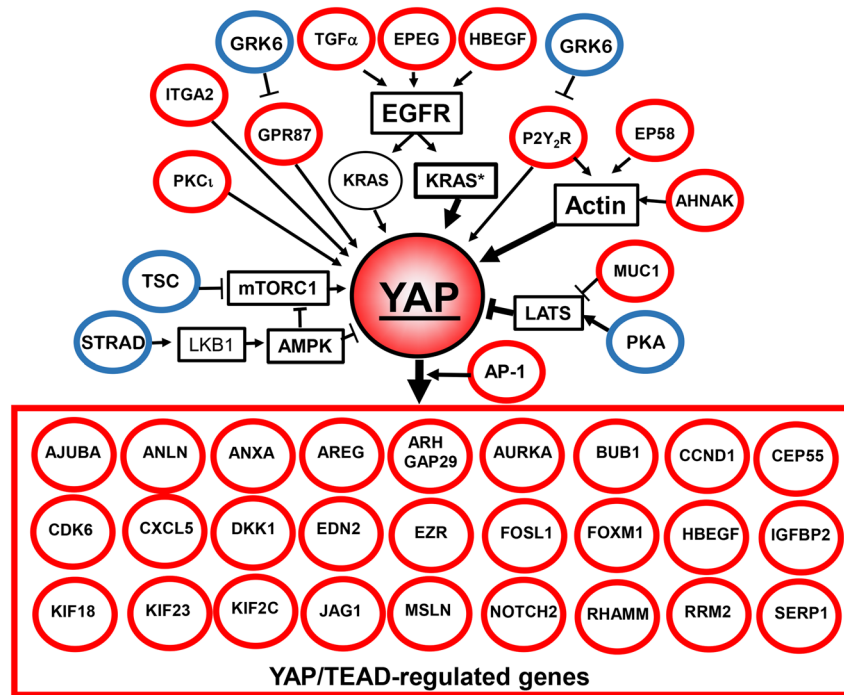 GRK6
TGFα
EPEG
HBEGF
GRK6
ITGA2
EGFR
GPR87
P2Y₂R
EP58
PKCι
KRAS
KRAS*
Actin
AHNAK
TSC
mTORC1
YAP
MUC1
LATS
STRAD
LKB1
AMPK
PKA
AP-1
AJUBA
ANLN
ANXA
AREG
ARH
GAP29
AURKA
BUB1
CCND1
CEP55
CDK6
CXCL5
DKK1
EDN2
EZR
FOSL1
FOXM1
HBEGF
IGFBP2
KIF18
KIF23
KIF2C
JAG1
MSLN
NOTCH2
RHAMM
RRM2
SERP1
YAP/TEAD-regulated genes